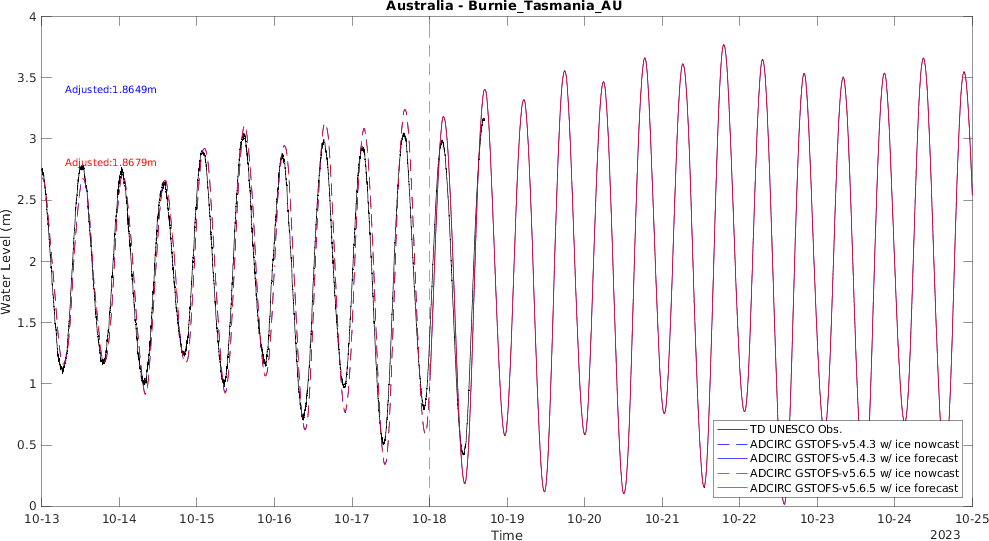 Australia - Burnie_Tasmania_AU
4
3.5
Adjusted:1.8649m
3
Adjusted:1.8679m
2.5
2
Water Level (m)
1.5
1
0.5
0
TD UNESCO Obs.
ADCIRC GSTOFS-v5.4.3 w/ ice nowcast
ADCIRC GSTOFS-v5.4.3 w/ ice forecast
ADCIRC GSTOFS-v5.6.5 w/ ice nowcast
ADCIRC GSTOFS-v5.6.5 w/ ice forecast
10-13 10-14 10-15 10-16 10-17 10-18 10-19 10-20 10-21 10-22 10-23 10-24 10-25
Time
2023